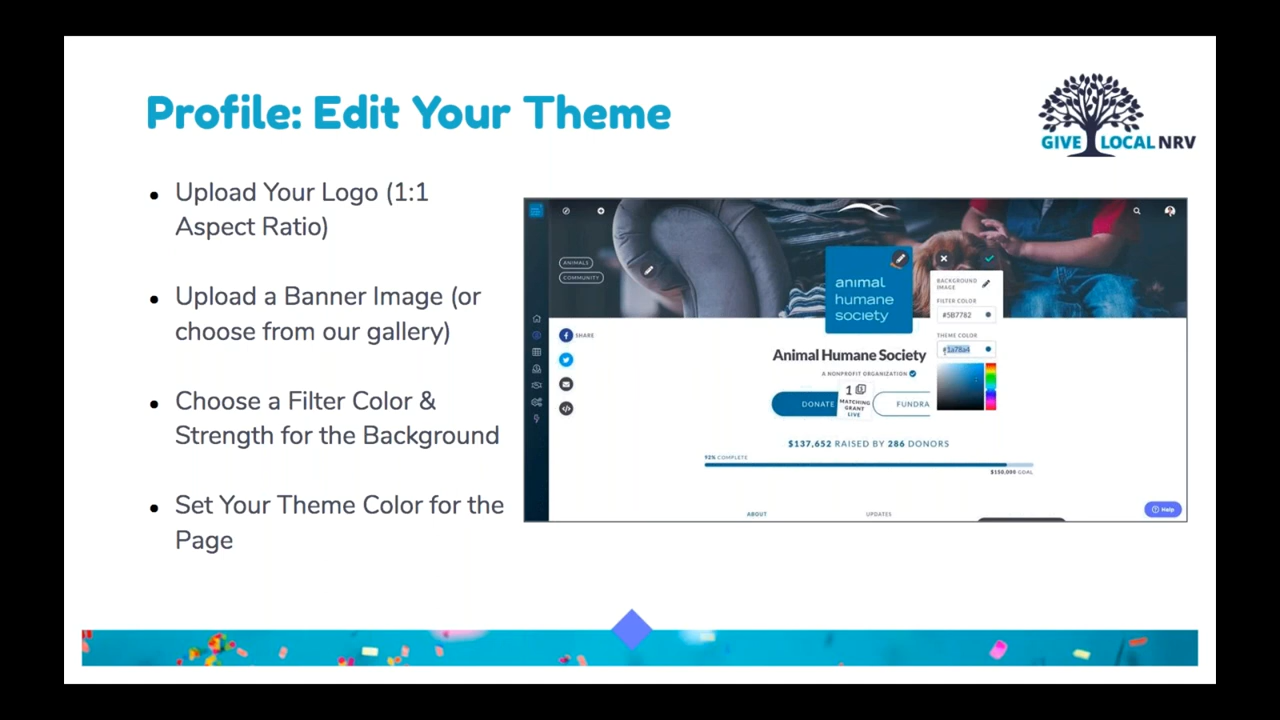 Profile: Edit Your Theme
GIVE LOCAL NRV
Upload Your Logo (1:1
Aspect Ratio)
Upload a Banner Image (or
choose from our gallery)
Choose a Filter Color &
Strength for the Background
Set Your Theme Color for the
Page
ANIMALS
COMMUNITY
animal
humane
society
BACKGROUND
IMAGE
FILTER COLOR
#5B7782
THEME COLOR
#1a78a4
SHARE
Animal Humane Society
A NONPROFIT ORGANIZATION
DONATE
1
MATCHING
GRANT
LIVE
FUNDRA
$137,652 RAISED BY 286 DONORS
92% COMPLETE
$150,000 GOAL
ABOUT
UPDATES
Help